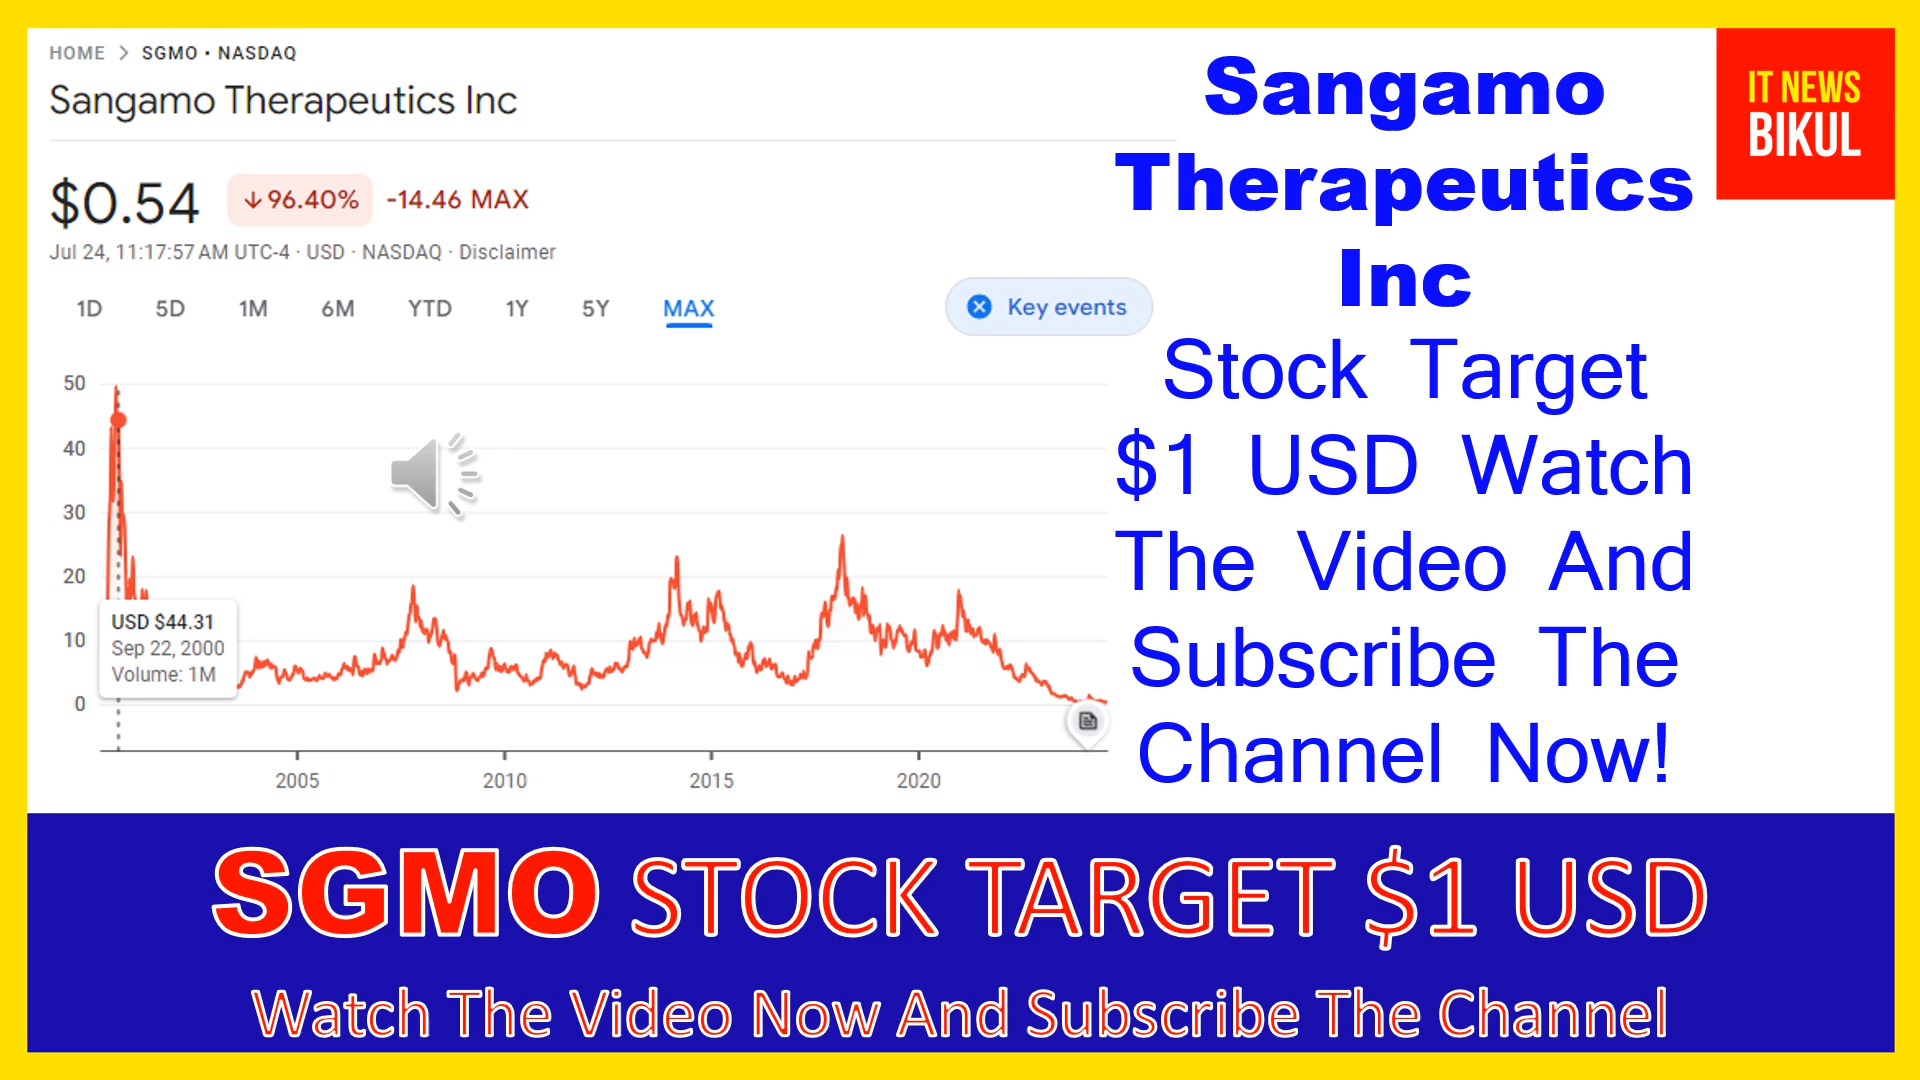 HOME > SGMO • NASDAQ
Sangamo Therapeutics Inc
$0.54 ↓96.40% -14.46 MAX
Jul 24, 11:17:57 AM UTC-4 · USD · NASDAQ · Disclaimer
1D 5D 1M 6M YTD 1Y 5Y MAX
Key events
50
40
30
20
10
0
USD $44.31
Sep 22, 2000
Volume: 1M
2005 2010 2015 2020
Sangamo
Therapeutics
Inc
Stock Target
$1 USD Watch
The Video And
Subscribe The
Channel Now!
IT NEWS
BIKUL
SGMO STOCK TARGET $1 USD
Watch The Video Now And Subscribe The Channel